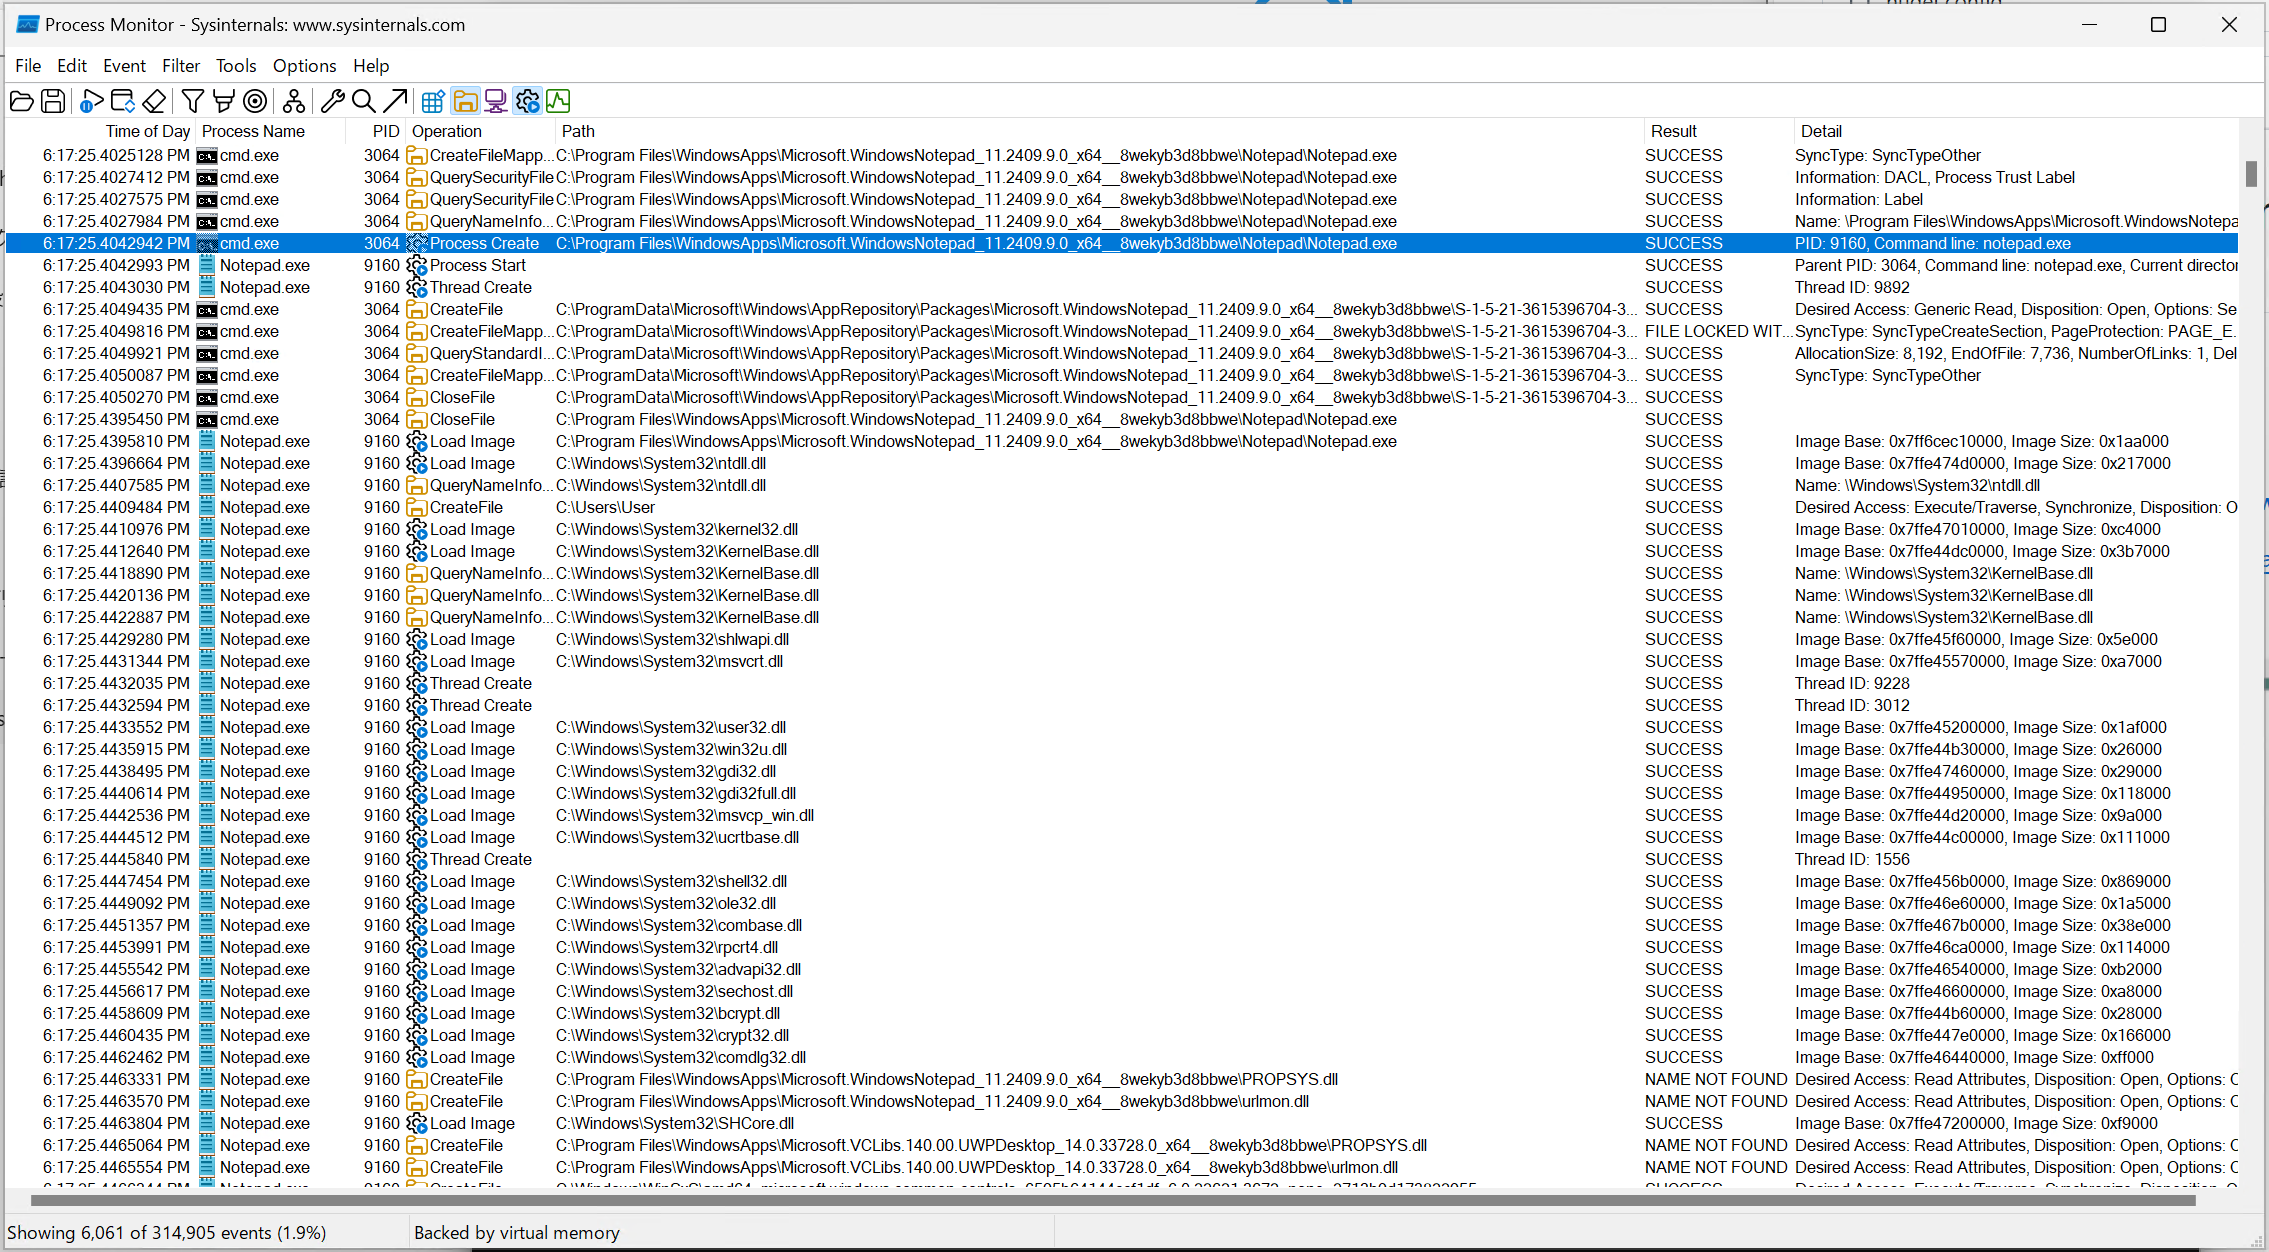 Process Monitor - Sysinternals: www.sysinternals.com
File Edit Event Filter Tools Options Help
Time of Day Process Name PID Operation Path Result Detail
6:17:25.4025128 PM cmd.exe 3064 CreateFileMapp... C:\Program Files\WindowsApps\Microsoft.WindowsNotepad_11.2409.9.0_x64__8wekyb3d8bbwe\Notepad\Notepad.exe SUCCESS SyncType: SyncTypeOther
6:17:25.4027412 PM cmd.exe 3064 QuerySecurityFile C:\Program Files\WindowsApps\Microsoft.WindowsNotepad_11.2409.9.0_x64__8wekyb3d8bbwe\Notepad\Notepad.exe SUCCESS Information: DACL, Process Trust Label
6:17:25.4027575 PM cmd.exe 3064 QuerySecurityFile C:\Program Files\WindowsApps\Microsoft.WindowsNotepad_11.2409.9.0_x64__8wekyb3d8bbwe\Notepad\Notepad.exe SUCCESS Information: Label
6:17:25.4027984 PM cmd.exe 3064 QueryNameInfo... C:\Program Files\WindowsApps\Microsoft.WindowsNotepad_11.2409.9.0_x64__8wekyb3d8bbwe\Notepad\Notepad.exe SUCCESS Name: \Program Files\WindowsApps\Microsoft.WindowsNotepa
6:17:25.4042942 PM cmd.exe 3064 Process Create C:\Program Files\WindowsApps\Microsoft.WindowsNotepad_11.2409.9.0_x64__8wekyb3d8bbwe\Notepad\Notepad.exe SUCCESS PID: 9160, Command line: notepad.exe
6:17:25.4042993 PM Notepad.exe 9160 Process Start SUCCESS Parent PID: 3064, Command line: notepad.exe, Current director
6:17:25.4043030 PM Notepad.exe 9160 Thread Create SUCCESS Thread ID: 9892
6:17:25.4049435 PM cmd.exe 3064 CreateFile C:\ProgramData\Microsoft\Windows\AppRepository\Packages\Microsoft.WindowsNotepad_11.2409.9.0_x64__8wekyb3d8bbwe\S-1-5-21-3615396704-3... SUCCESS Desired Access: Generic Read, Disposition: Open, Options: Se
6:17:25.4049816 PM cmd.exe 3064 CreateFileMapp... C:\ProgramData\Microsoft\Windows\AppRepository\Packages\Microsoft.WindowsNotepad_11.2409.9.0_x64__8wekyb3d8bbwe\S-1-5-21-3615396704-3... FILE LOCKED WIT... SyncType: SyncTypeCreateSection, PageProtection: PAGE_E.
6:17:25.4049921 PM cmd.exe 3064 QueryStandardI... C:\ProgramData\Microsoft\Windows\AppRepository\Packages\Microsoft.WindowsNotepad_11.2409.9.0_x64__8wekyb3d8bbwe\S-1-5-21-3615396704-3... SUCCESS AllocationSize: 8,192, EndOfFile: 7,736, NumberOfLinks: 1, Del
6:17:25.4050087 PM cmd.exe 3064 CreateFileMapp... C:\ProgramData\Microsoft\Windows\AppRepository\Packages\Microsoft.WindowsNotepad_11.2409.9.0_x64__8wekyb3d8bbwe\S-1-5-21-3615396704-3... SUCCESS SyncType: SyncTypeOther
6:17:25.4050270 PM cmd.exe 3064 CloseFile C:\ProgramData\Microsoft\Windows\AppRepository\Packages\Microsoft.WindowsNotepad_11.2409.9.0_x64__8wekyb3d8bbwe\S-1-5-21-3615396704-3... SUCCESS
6:17:25.4395450 PM cmd.exe 3064 CloseFile C:\Program Files\WindowsApps\Microsoft.WindowsNotepad_11.2409.9.0_x64__8wekyb3d8bbwe\Notepad\Notepad.exe SUCCESS
6:17:25.4395810 PM Notepad.exe 9160 Load Image C:\Program Files\WindowsApps\Microsoft.WindowsNotepad_11.2409.9.0_x64__8wekyb3d8bbwe\Notepad\Notepad.exe SUCCESS Image Base: 0x7ff6cec10000, Image Size: 0x1aa000
6:17:25.4396664 PM Notepad.exe 9160 Load Image C:\Windows\System32\ntdll.dll SUCCESS Image Base: 0x7ffe474d0000, Image Size: 0x217000
6:17:25.4407585 PM Notepad.exe 9160 QueryNameInfo... C:\Windows\System32\ntdll.dll SUCCESS Name: \Windows\System32\ntdll.dll
6:17:25.4409484 PM Notepad.exe 9160 CreateFile C:\Users\User SUCCESS Desired Access: Execute/Traverse, Synchronize, Disposition: O
6:17:25.4410976 PM Notepad.exe 9160 Load Image C:\Windows\System32\kernel32.dll SUCCESS Image Base: 0x7ffe47010000, Image Size: 0xc4000
6:17:25.4412640 PM Notepad.exe 9160 Load Image C:\Windows\System32\KernelBase.dll SUCCESS Image Base: 0x7ffe44dc0000, Image Size: 0x3b7000
6:17:25.4418890 PM Notepad.exe 9160 QueryNameInfo... C:\Windows\System32\KernelBase.dll SUCCESS Name: \Windows\System32\KernelBase.dll
6:17:25.4420136 PM Notepad.exe 9160 QueryNameInfo... C:\Windows\System32\KernelBase.dll SUCCESS Name: \Windows\System32\KernelBase.dll
6:17:25.4422887 PM Notepad.exe 9160 QueryNameInfo... C:\Windows\System32\KernelBase.dll SUCCESS Name: \Windows\System32\KernelBase.dll
6:17:25.4429280 PM Notepad.exe 9160 Load Image C:\Windows\System32\shlwapi.dll SUCCESS Image Base: 0x7ffe45f60000, Image Size: 0x5e000
6:17:25.4431344 PM Notepad.exe 9160 Load Image C:\Windows\System32\msvcrt.dll SUCCESS Image Base: 0x7ffe45570000, Image Size: 0xa7000
6:17:25.4432035 PM Notepad.exe 9160 Thread Create SUCCESS Thread ID: 9228
6:17:25.4432594 PM Notepad.exe 9160 Thread Create SUCCESS Thread ID: 3012
6:17:25.4433552 PM Notepad.exe 9160 Load Image C:\Windows\System32\user32.dll SUCCESS Image Base: 0x7ffe45200000, Image Size: 0x1af000
6:17:25.4435915 PM Notepad.exe 9160 Load Image C:\Windows\System32\win32u.dll SUCCESS Image Base: 0x7ffe44b30000, Image Size: 0x26000
6:17:25.4438495 PM Notepad.exe 9160 Load Image C:\Windows\System32\gdi32.dll SUCCESS Image Base: 0x7ffe47460000, Image Size: 0x29000
6:17:25.4440614 PM Notepad.exe 9160 Load Image C:\Windows\System32\gdi32full.dll SUCCESS Image Base: 0x7ffe44950000, Image Size: 0x118000
6:17:25.4442536 PM Notepad.exe 9160 Load Image C:\Windows\System32\msvcp_win.dll SUCCESS Image Base: 0x7ffe44d20000, Image Size: 0x9a000
6:17:25.4444512 PM Notepad.exe 9160 Load Image C:\Windows\System32\ucrtbase.dll SUCCESS Image Base: 0x7ffe44c00000, Image Size: 0x111000
6:17:25.4445840 PM Notepad.exe 9160 Thread Create SUCCESS Thread ID: 1556
6:17:25.4447454 PM Notepad.exe 9160 Load Image C:\Windows\System32\shell32.dll SUCCESS Image Base: 0x7ffe456b0000, Image Size: 0x869000
6:17:25.4449092 PM Notepad.exe 9160 Load Image C:\Windows\System32\ole32.dll SUCCESS Image Base: 0x7ffe46e60000, Image Size: 0x1a5000
6:17:25.4451357 PM Notepad.exe 9160 Load Image C:\Windows\System32\combase.dll SUCCESS Image Base: 0x7ffe467b0000, Image Size: 0x38e000
6:17:25.4453991 PM Notepad.exe 9160 Load Image C:\Windows\System32\rpcrt4.dll SUCCESS Image Base: 0x7ffe46ca0000, Image Size: 0x114000
6:17:25.4455542 PM Notepad.exe 9160 Load Image C:\Windows\System32\advapi32.dll SUCCESS Image Base: 0x7ffe46540000, Image Size: 0xb2000
6:17:25.4456617 PM Notepad.exe 9160 Load Image C:\Windows\System32\sechost.dll SUCCESS Image Base: 0x7ffe46600000, Image Size: 0xa8000
6:17:25.4458609 PM Notepad.exe 9160 Load Image C:\Windows\System32\bcrypt.dll SUCCESS Image Base: 0x7ffe44b60000, Image Size: 0x28000
6:17:25.4460435 PM Notepad.exe 9160 Load Image C:\Windows\System32\crypt32.dll SUCCESS Image Base: 0x7ffe447e0000, Image Size: 0x166000
6:17:25.4462462 PM Notepad.exe 9160 Load Image C:\Windows\System32\comdlg32.dll SUCCESS Image Base: 0x7ffe46440000, Image Size: 0xff000
6:17:25.4463331 PM Notepad.exe 9160 CreateFile C:\Program Files\WindowsApps\Microsoft.WindowsNotepad_11.2409.9.0_x64__8wekyb3d8bbwe\PROPSYS.dll NAME NOT FOUND Desired Access: Read Attributes, Disposition: Open, Options: O
6:17:25.4463570 PM Notepad.exe 9160 CreateFile C:\Program Files\WindowsApps\Microsoft.WindowsNotepad_11.2409.9.0_x64__8wekyb3d8bbwe\urlmon.dll NAME NOT FOUND Desired Access: Read Attributes, Disposition: Open, Options: O
6:17:25.4463804 PM Notepad.exe 9160 Load Image C:\Windows\System32\SHCore.dll SUCCESS Image Base: 0x7ffe47200000, Image Size: 0xf9000
6:17:25.4465064 PM Notepad.exe 9160 CreateFile C:\Program Files\WindowsApps\Microsoft.VCLibs.140.00.UWPDesktop_14.0.33728.0_x64__8wekyb3d8bbwe\PROPSYS.dll NAME NOT FOUND Desired Access: Read Attributes, Disposition: Open, Options: O
6:17:25.4465554 PM Notepad.exe 9160 CreateFile C:\Program Files\WindowsApps\Microsoft.VCLibs.140.00.UWPDesktop_14.0.33728.0_x64__8wekyb3d8bbwe\urlmon.dll NAME NOT FOUND Desired Access: Read Attributes, Disposition: Open, Options: O
Showing 6,061 of 314,905 events (1.9%) Backed by virtual memory